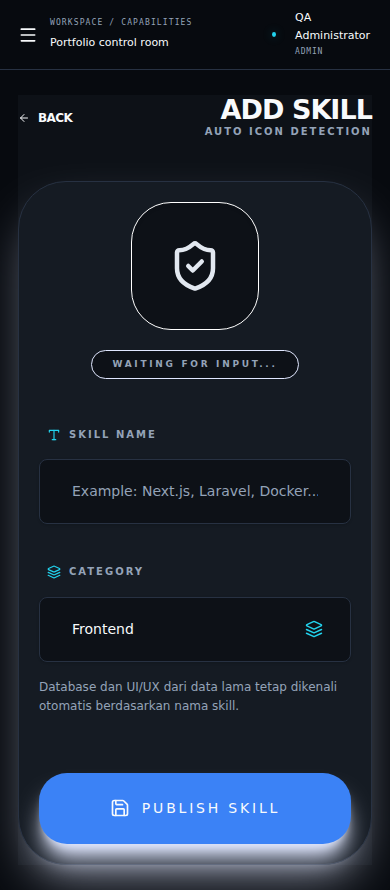 WORKSPACE / CAPABILITIES
Portfolio control room
QA
Administrator
ADMIN
BACK
ADD SKILL
AUTO ICON DETECTION
WAITING FOR INPUT...
SKILL NAME
Example: Next.js, Laravel, Docker...
CATEGORY
Frontend
Database dan UI/UX dari data lama tetap dikenali
otomatis berdasarkan nama skill.
PUBLISH SKILL